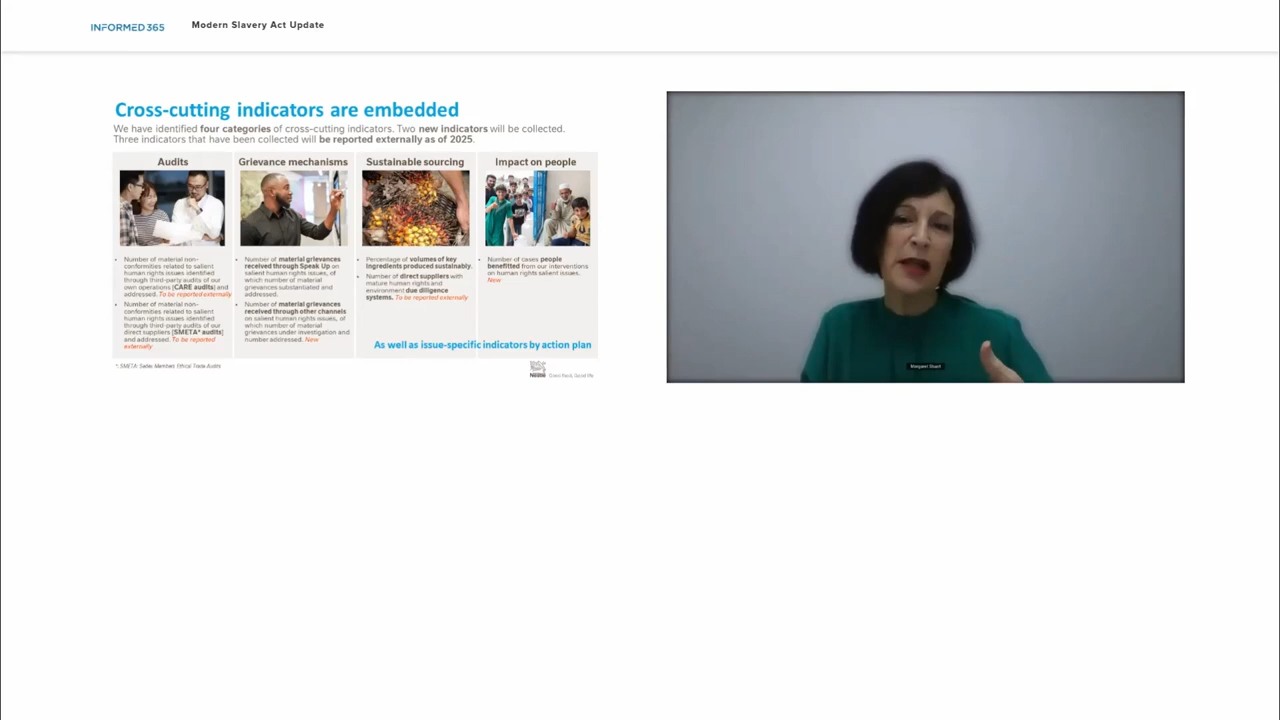 INFORMED 365
Modern Slavery Act Update
Cross-cutting indicators are embedded
We have identified four categories of cross-cutting indicators. Two new indicators will be collected.
Three indicators that have been collected will be reported externally as of 2025.
Audits
Number of material non-
conformities related to salient
human rights issues identified
through third-party audits of our
own operations (CARE audits) and
addressed. To be reported externally
Number of material non-
conformities related to salient
human rights issues identified
through third-party audits of our
direct suppliers (SMETA* audits)
and addressed. To be reported
externally
Grievance mechanisms
Number of material grievances
received through Speak Up on
salient human rights issues, of
which number of material
grievances substantiated and
addressed.
Number of material grievances
received through other channels
on salient human rights issues, of
which number of material
grievances under investigation and
number addressed. New
Sustainable sourcing
Percentage of volumes of key
ingredients produced sustainably.
Number of direct suppliers with
mature human rights and
environment due diligence
systems. To be reported externally
Impact on people
Number of cases people
benefitted from our interventions
on human rights salient issues.
New
As well as issue-specific indicators by action plan
*: SMETA: Sedex Members Ethical Trade Audits
Nestlé Good food, Good life
Margaret Stuart